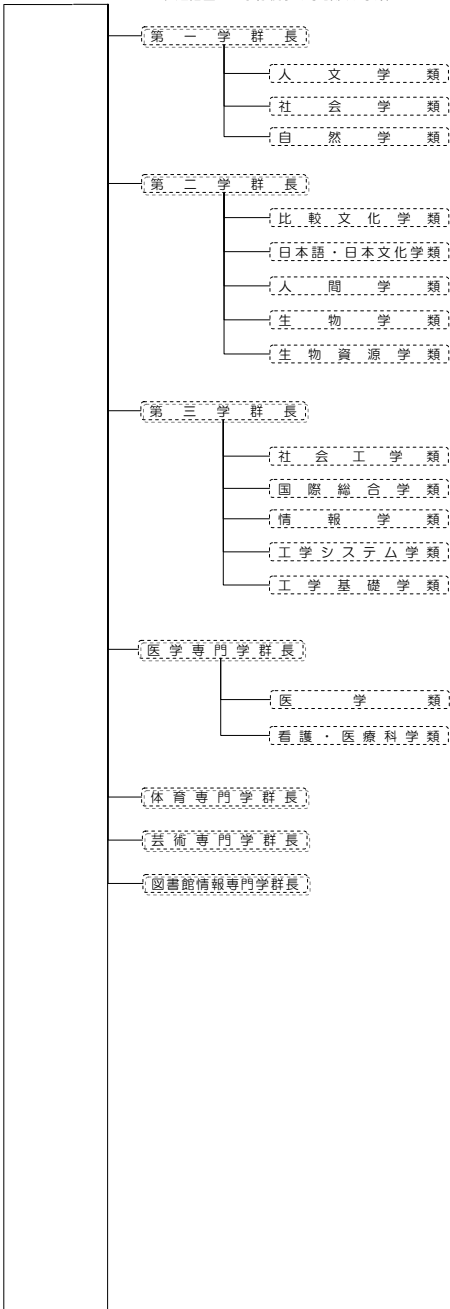 第一学群長
人文学類
社会学類
自然学類
第二学群長
比較文化学類
日本語・日本文化学類
人間学類
生物学類
生物資源学類
第三学群長
社会工学類
国際総合学類
情報学類
工学システム学類
工学基礎学類
医学専門学群長
医学類
看護・医療科学類
体育専門学群長
芸術専門学群長
図書館情報専門学群長